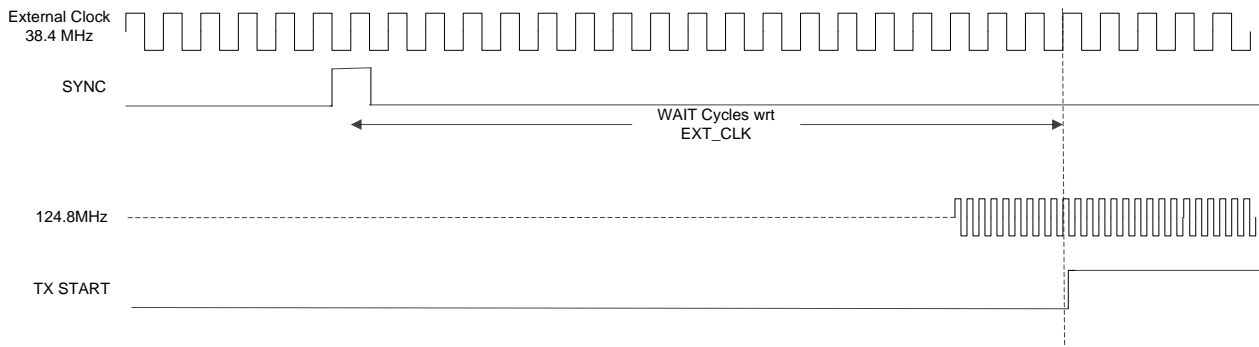 External Clock
38.4 MHz
SYNC
WAIT Cycles wrt
EXT_CLK
124.8MHz
TX START